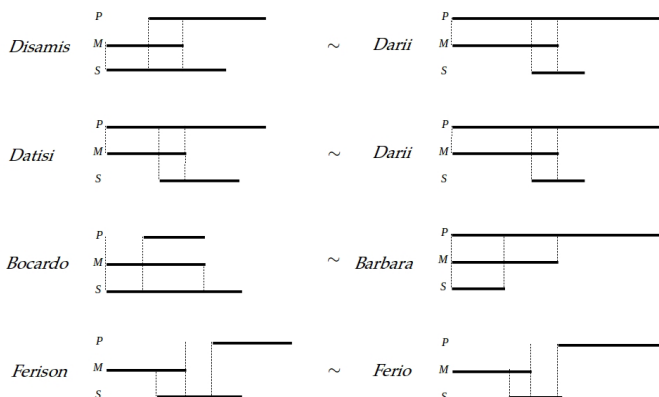 P P
Disamis M ~ Darii M
S S
P P
Datisi M ~ Darii M
S S
P P
Bocardo M ~ Barbara M
S S
P P
Ferison M ~ Ferio M
S S